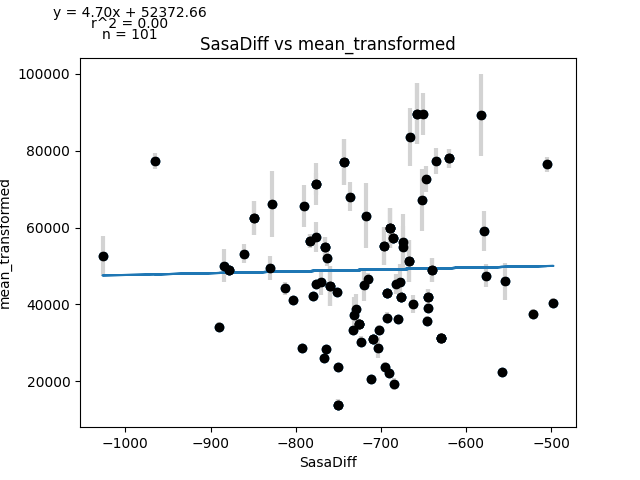 y = 4.70x + 52372.66
r^2 = 0.00
n = 101
SasaDiff vs mean_transformed
100000
80000
60000
40000
20000
mean_transformed
−1000
−900
−800
−700
−600
−500
SasaDiff